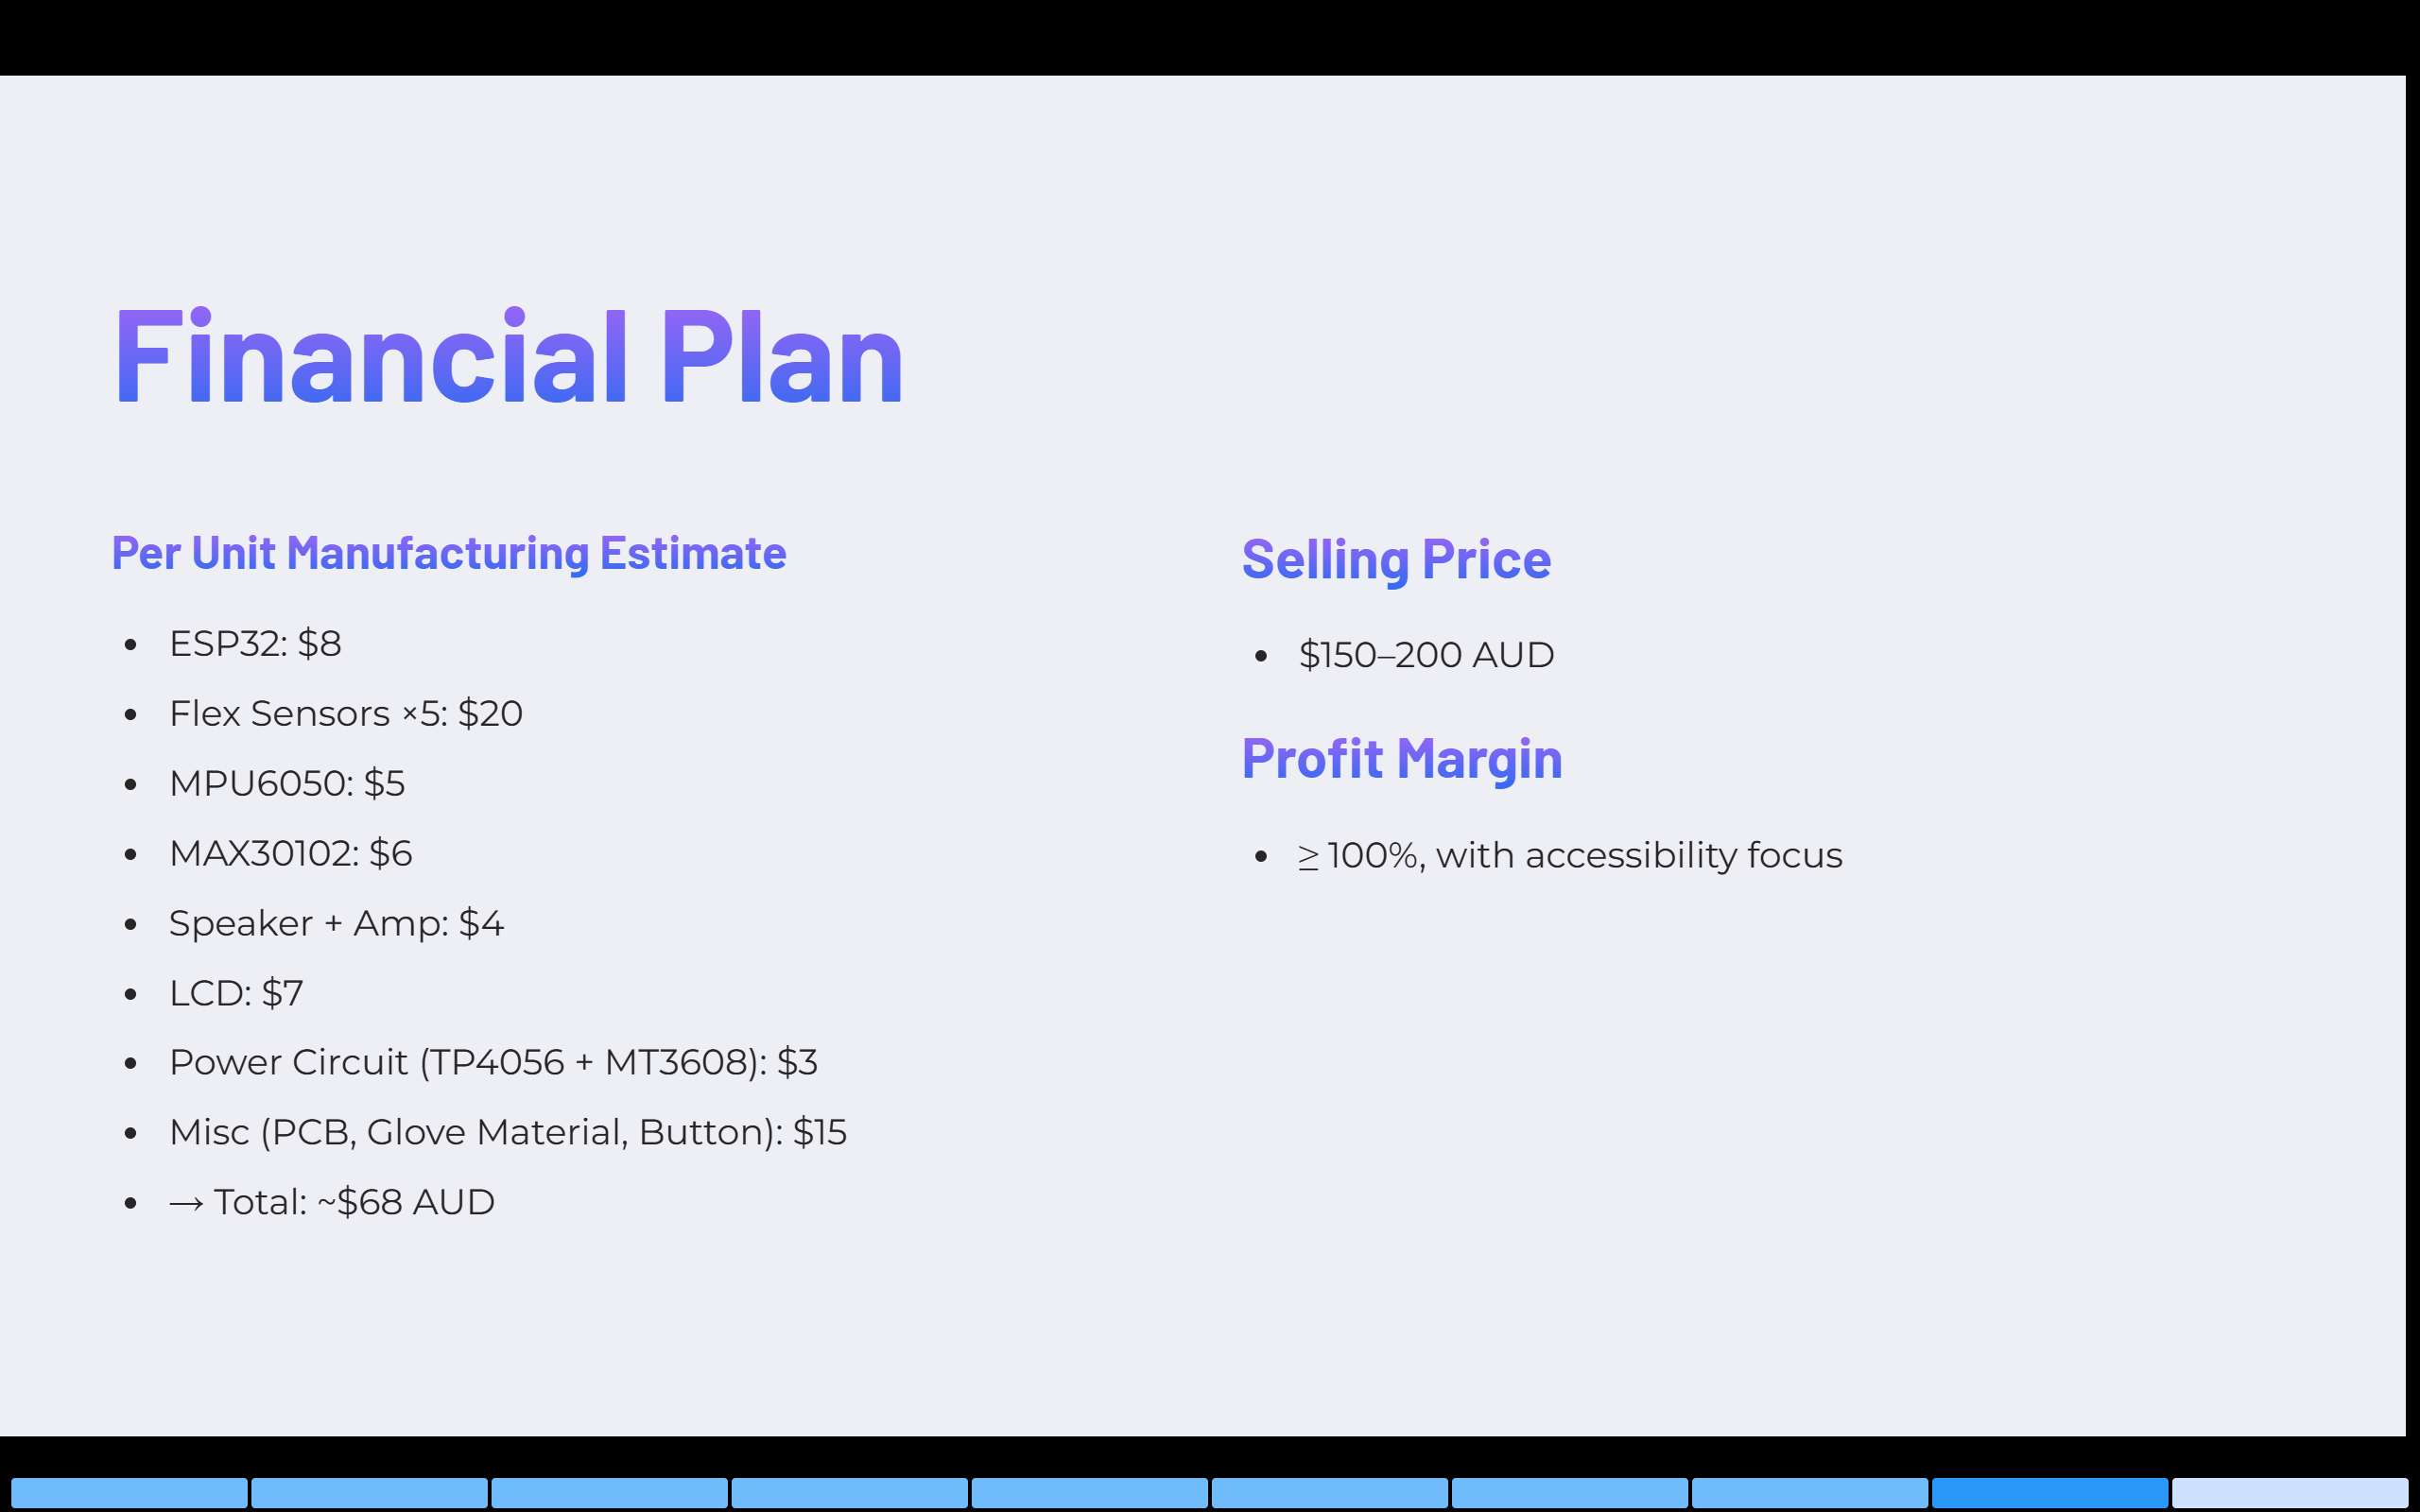 Financial Plan
Per Unit Manufacturing Estimate
• ESP32: $8
• Flex Sensors ×5: $20
• MPU6050: $5
• MAX30102: $6
• Speaker + Amp: $4
• LCD: $7
• Power Circuit (TP4056 + MT3608): $3
• Misc (PCB, Glove Material, Button): $15
• → Total: ~$68 AUD
Selling Price
• $150–200 AUD
Profit Margin
• ≥ 100%, with accessibility focus